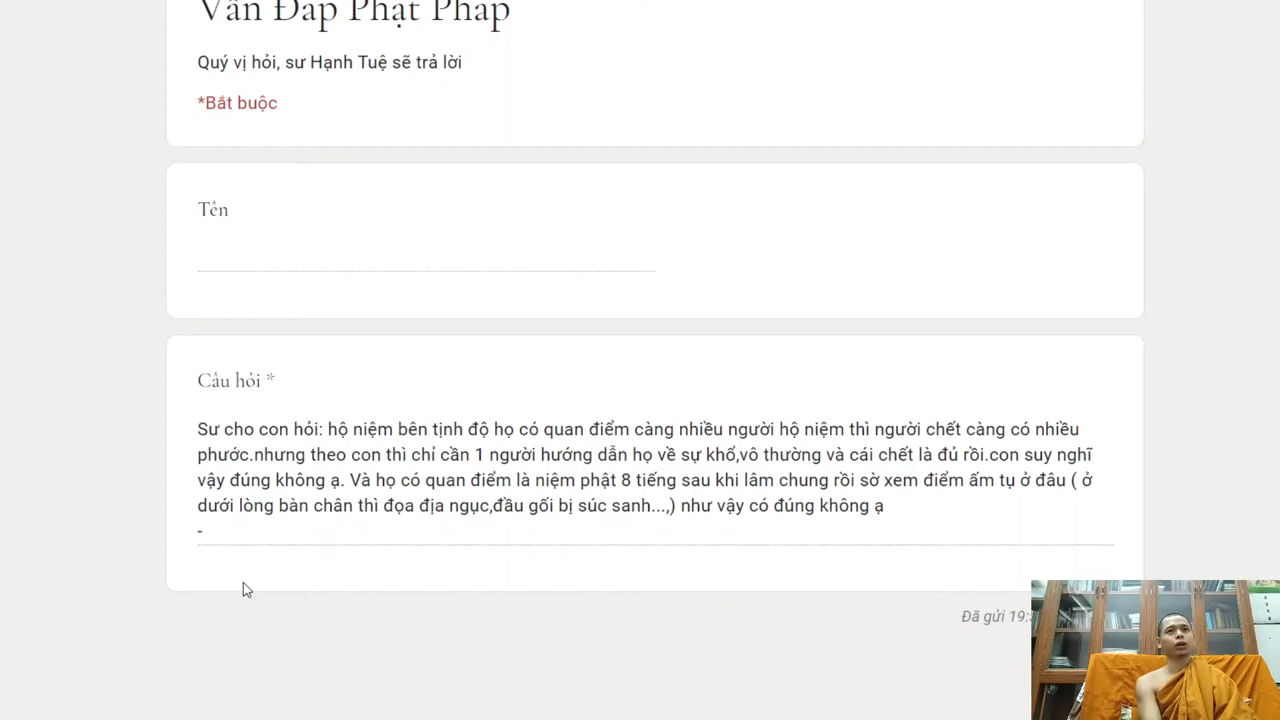 Vấn Đáp Phật Pháp
Quý vị hỏi, sư Hạnh Tuệ sẽ trả lời
*Bắt buộc
Tên
Câu hỏi *
Sư cho con hỏi: hộ niệm bên tịnh độ họ có quan điểm càng nhiều người hộ niệm thì người chết càng có nhiều
phước.nhưng theo con thì chỉ cần 1 người hướng dẫn họ về sự khổ,vô thường và cái chết là đủ rồi.con suy nghĩ
vậy đúng không ạ. Và họ có quan điểm là niệm phật 8 tiếng sau khi lâm chung rồi sờ xem điểm ấm tụ ở đâu ( ở
dưới lòng bàn chân thì đọa địa ngục,đầu gối bị súc sanh...,) như vậy có đúng không ạ
-
Đã gửi 19: